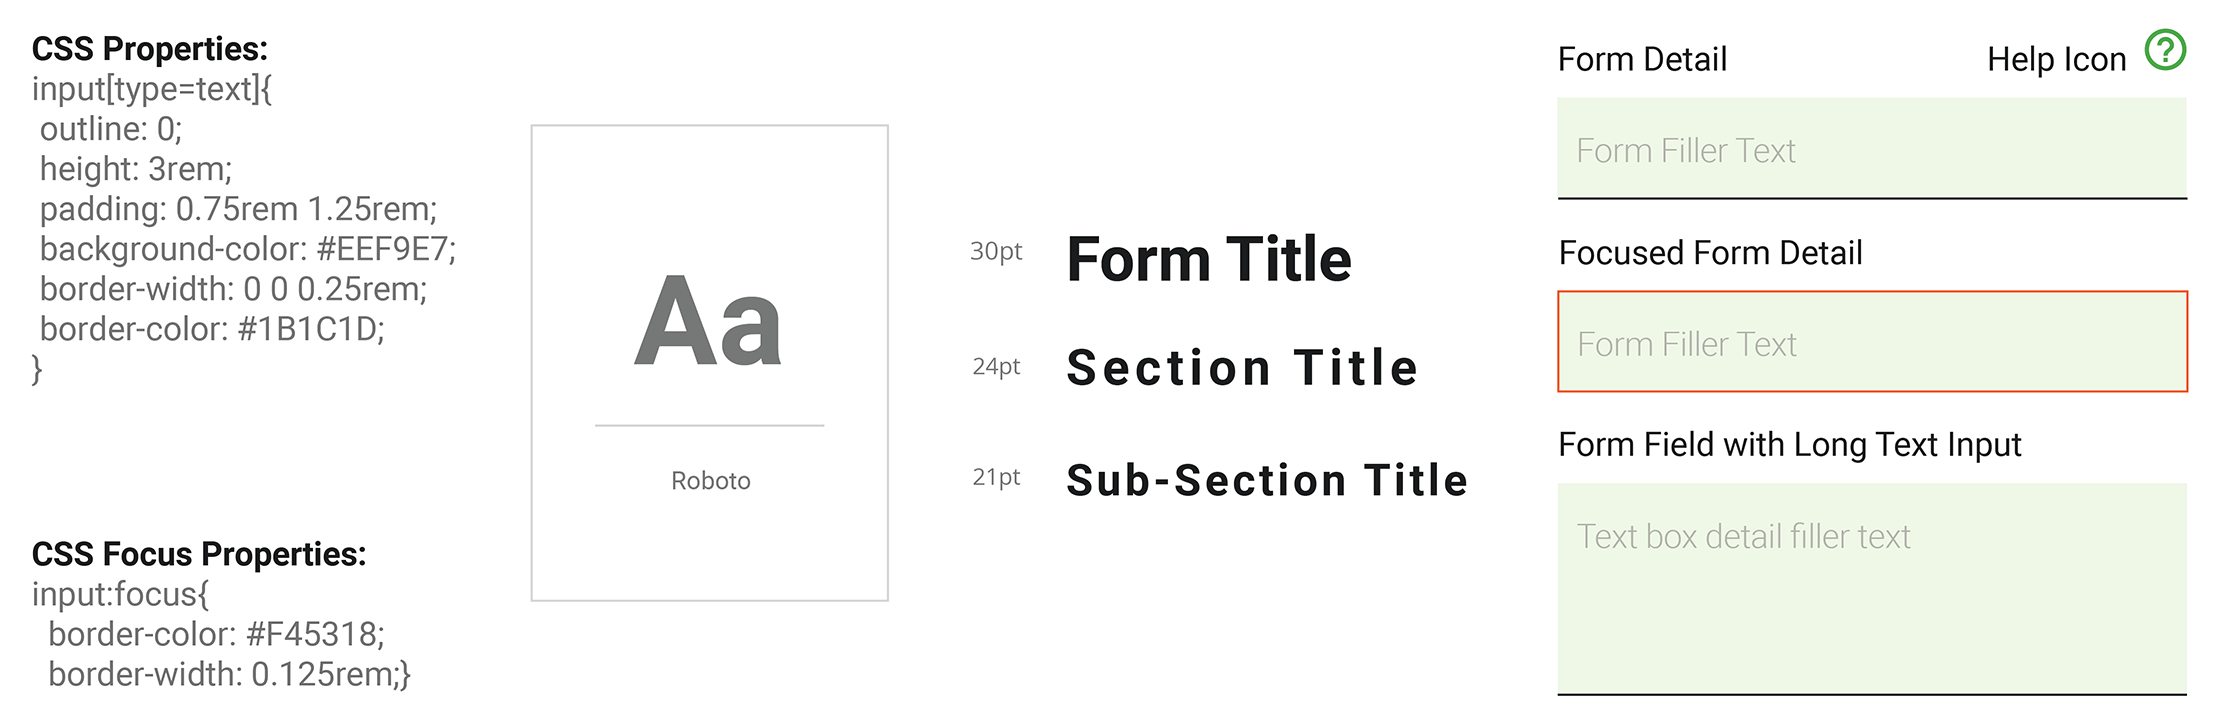 CSS Properties:
input[type=text]{
outline: 0;
height: 3rem;
padding: 0.75rem 1.25rem;
background-color: #EEF9E7;
border-width: 0 0 0.25rem;
border-color: #1B1C1D;
}
CSS Focus Properties:
input:focus{
border-color: #F45318;
border-width: 0.125rem;}
Aa
Roboto
30pt Form Title
24pt Section Title
21pt Sub-Section Title
Form Detail Help Icon ?
Form Filler Text
Focused Form Detail
Form Filler Text
Form Field with Long Text Input
Text box detail filler text